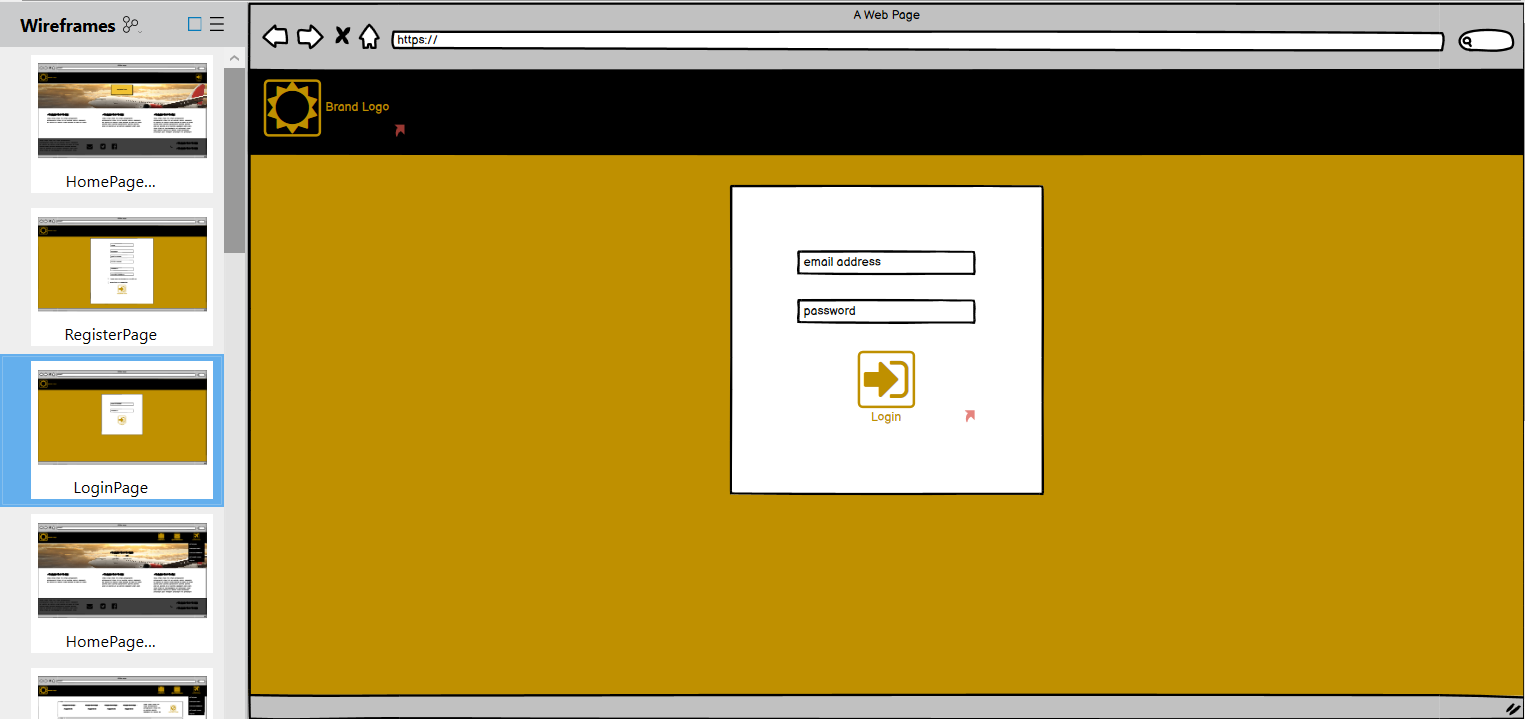 Wireframes
HomePage...
RegisterPage
LoginPage
HomePage...
A Web Page
https://
Brand Logo
email address
password
Login